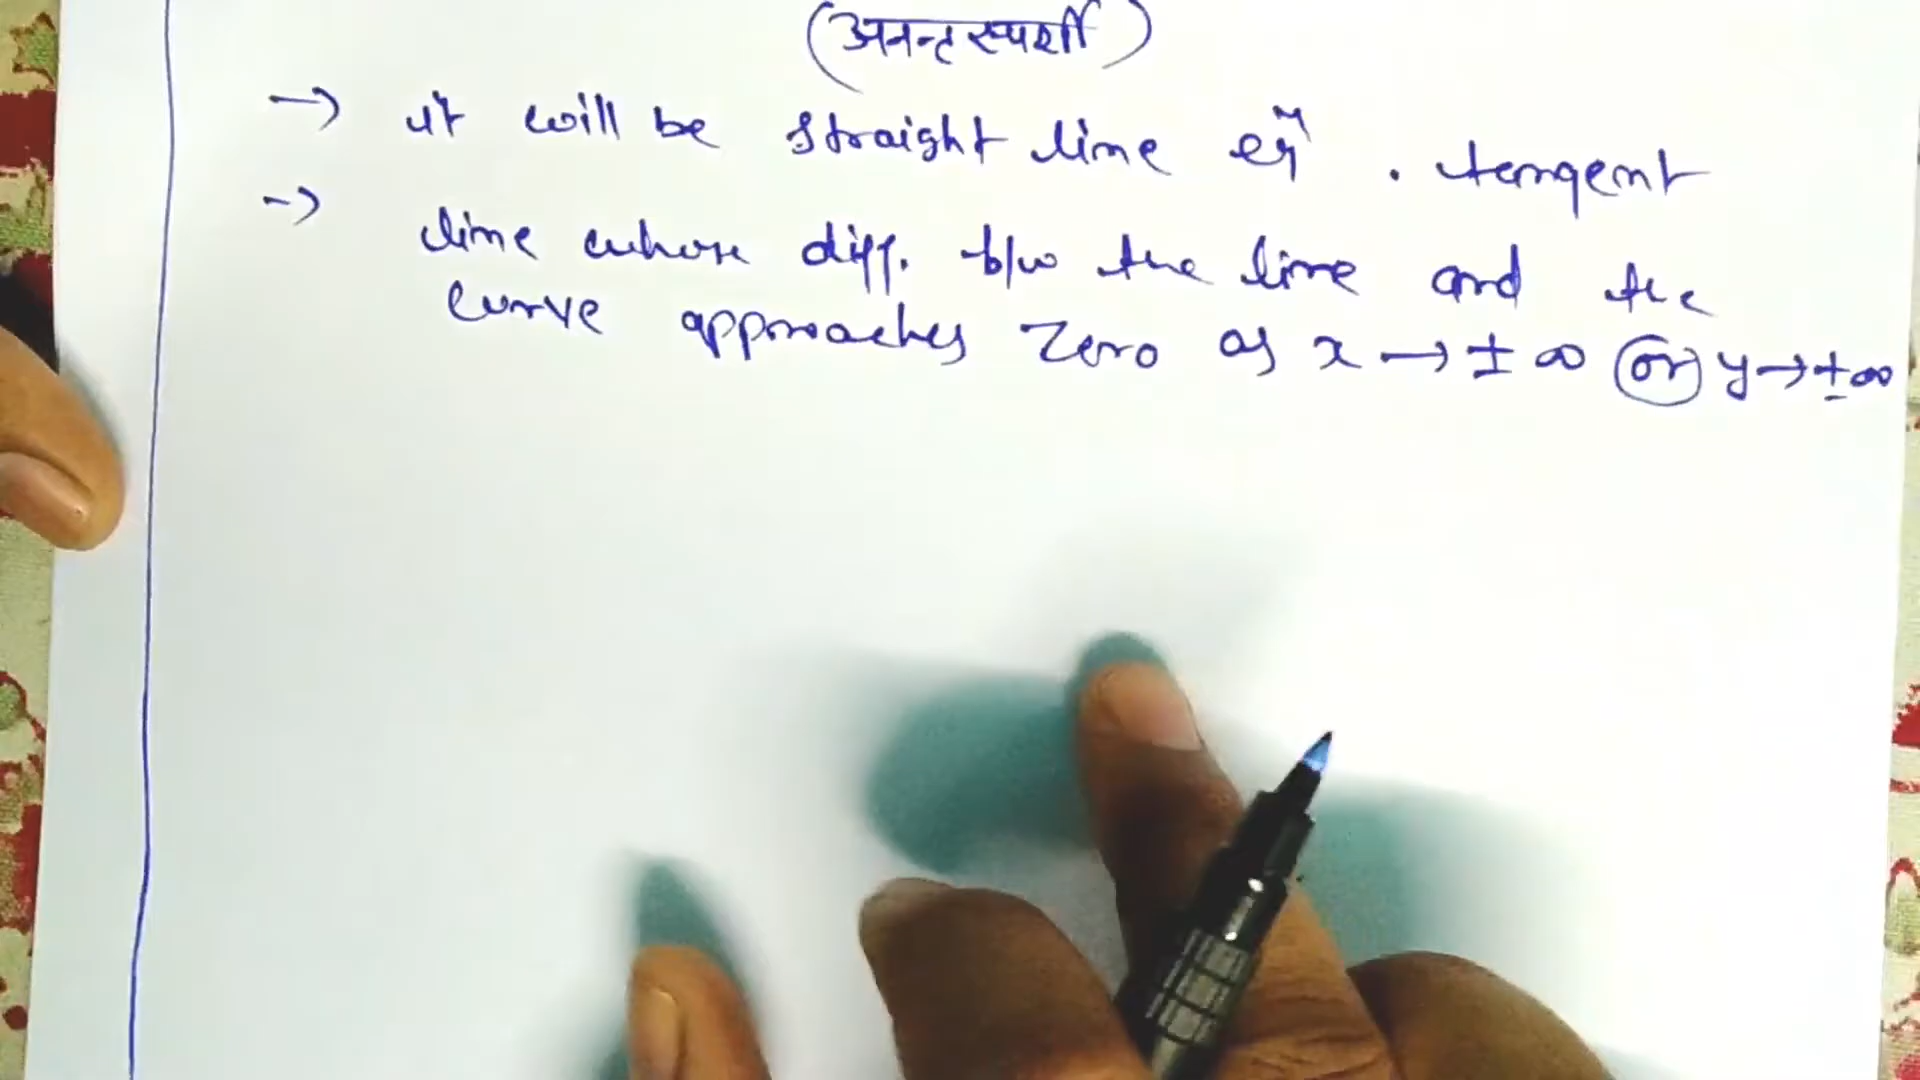 (अनन्तस्पर्शी)
→ it will be straight line eqⁿ . tangent
→ line whose diff. b/w the line and the
curve approaches zero as x → ± ∞ or y → ± ∞